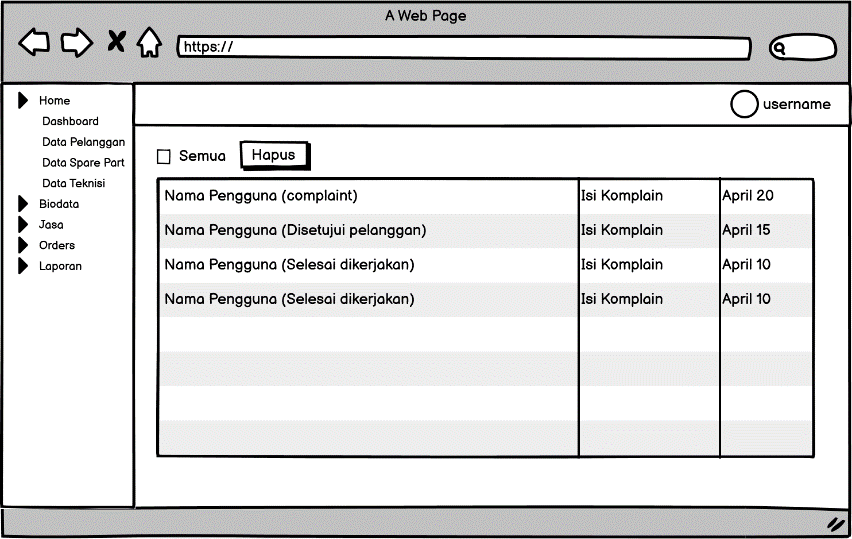 A Web Page
https://
username
Home
Dashboard
Data Pelanggan
Data Spare Part
Data Teknisi
Biodata
Jasa
Orders
Laporan
Semua Hapus
Nama Pengguna (complaint) Isi Komplain April 20
Nama Pengguna (Disetujui pelanggan) Isi Komplain April 15
Nama Pengguna (Selesai dikerjakan) Isi Komplain April 10
Nama Pengguna (Selesai dikerjakan) Isi Komplain April 10